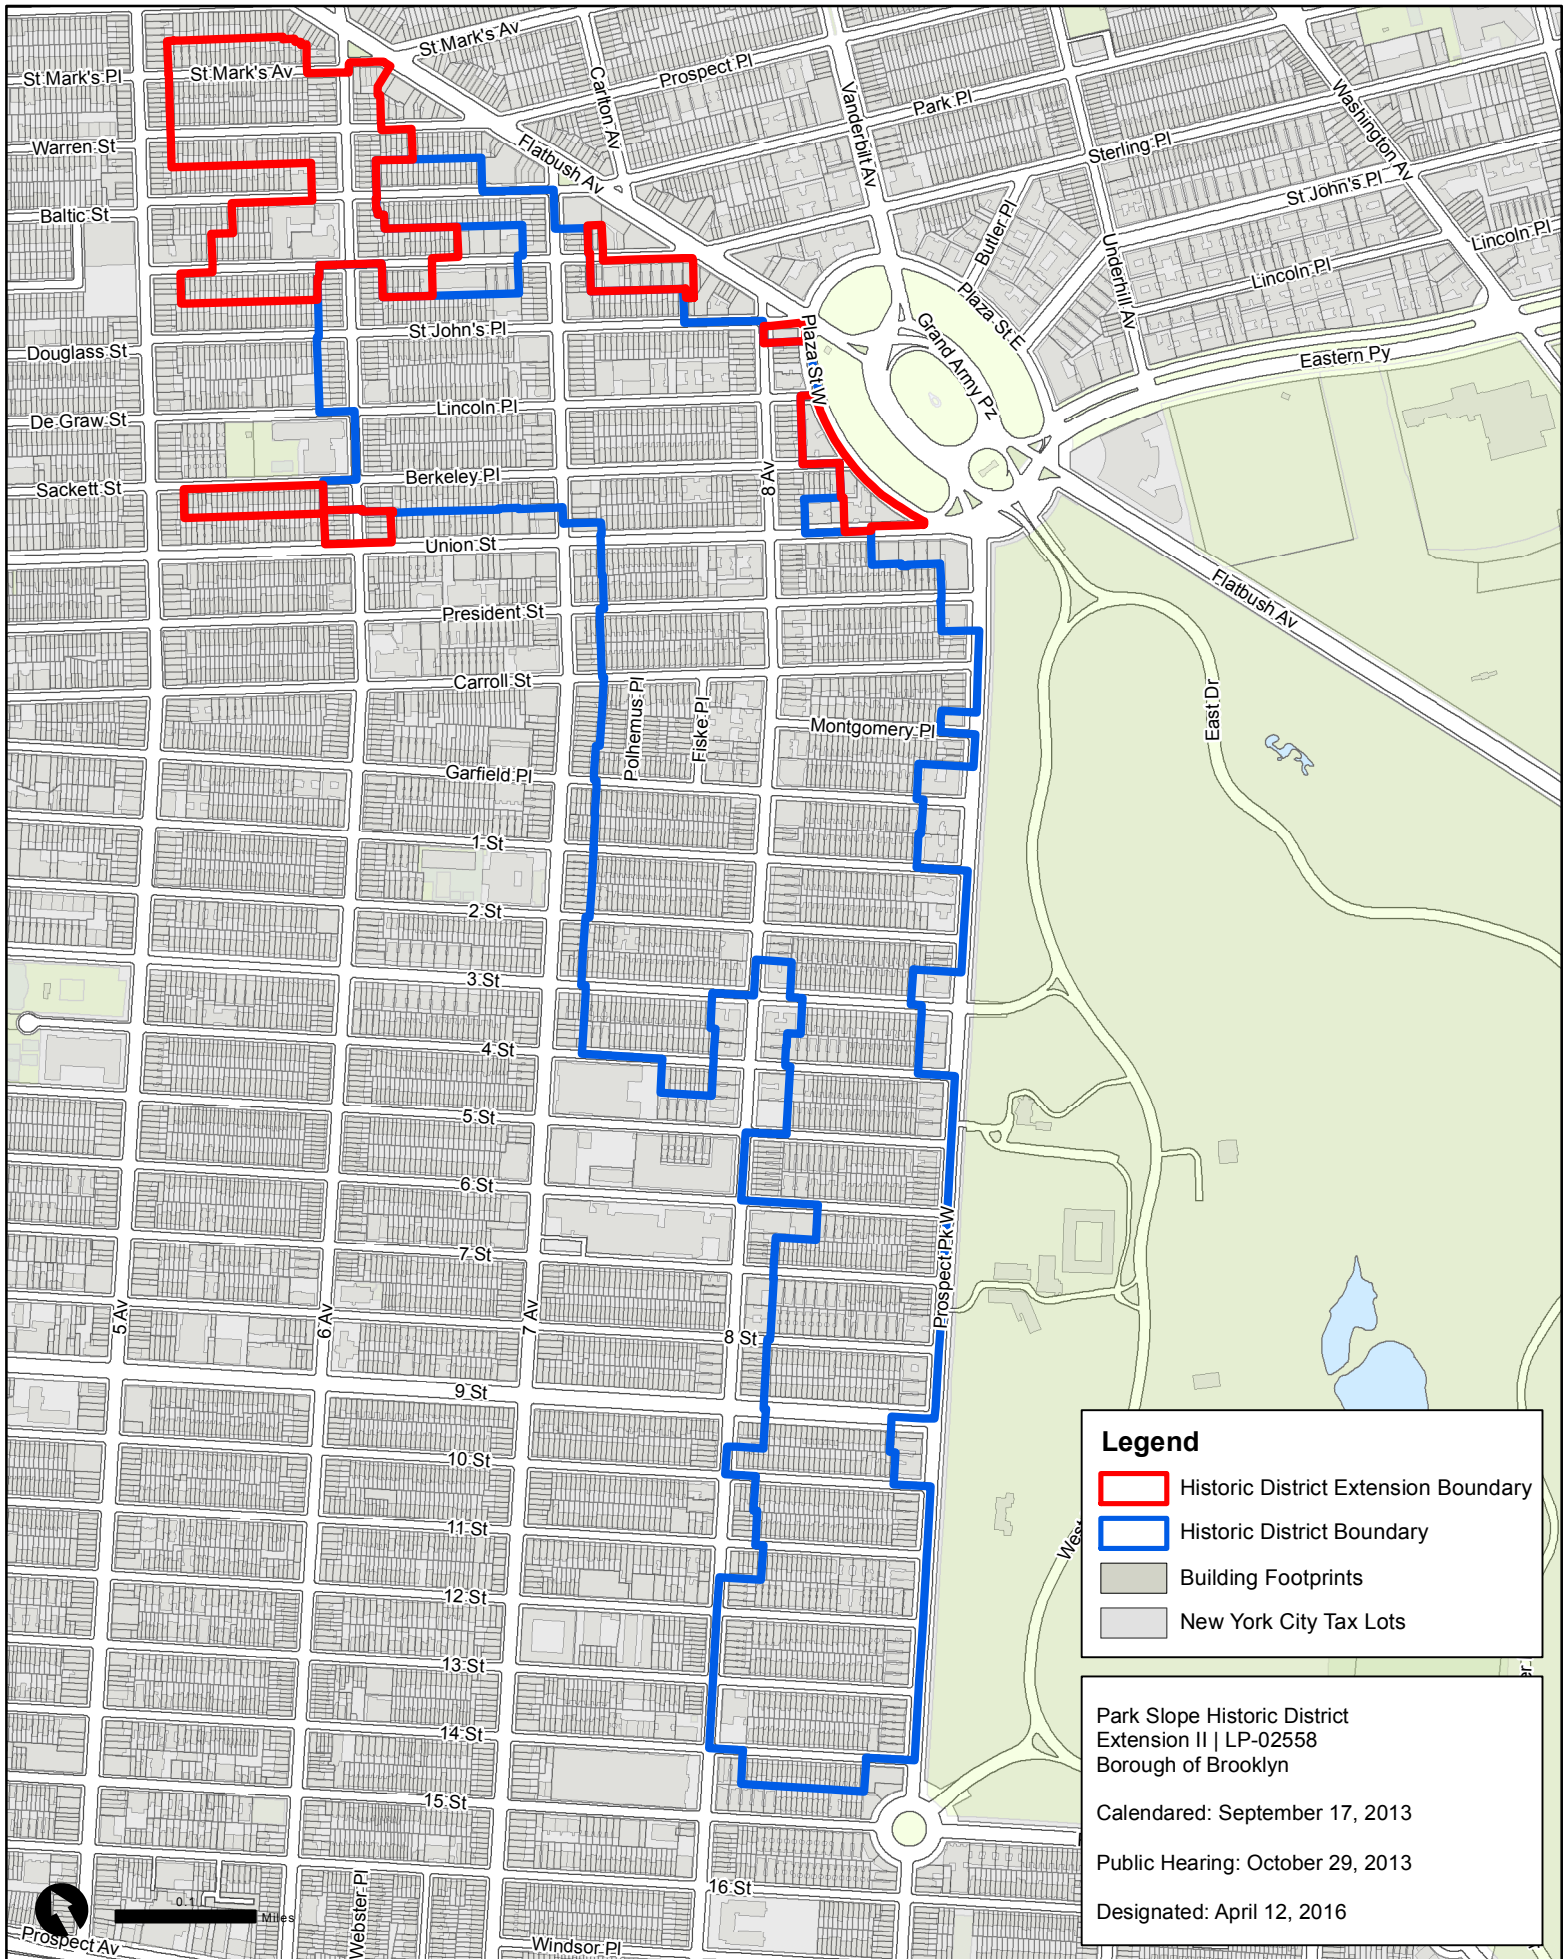 St Mark's Av
St Mark's Pl
St Mark's Av
Prospect Pl
Carlton Av
Vanderbilt Av
Park Pl
Washington Av
Warren St
Flatbush Av
Sterling Pl
St John's Pl
Baltic St
Butler Pl
Underhill Av
Lincoln Pl
Lincoln Pl
Plaza St E
Grand Army Pz
Plaza St W
St John's Pl
Douglass St
Eastern Py
Lincoln Pl
De Graw St
Berkeley Pl
8 Av
Sackett St
Union St
President St
Flatbush Av
Carroll St
Polhemus Pl
Fiske Pl
Montgomery Pl
East Dr
Garfield Pl
1 St
2 St
3 St
4 St
5 St
6 St
7 St
Prospect Pk W
5 Av
6 Av
7 Av
8 St
9 St
10 St
11 St
West
12 St
13 St
14 St
15 St
16 St
Webster Pl
Windsor Pl
Prospect Av
0.1
Miles
Legend
Historic District Extension Boundary
Historic District Boundary
Building Footprints
New York City Tax Lots
Park Slope Historic District
Extension II | LP-02558
Borough of Brooklyn
Calendared: September 17, 2013
Public Hearing: October 29, 2013
Designated: April 12, 2016